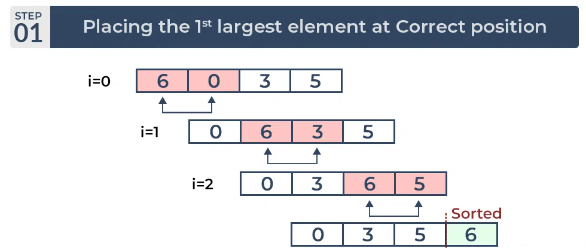 STEP
01
Placing the 1st largest element at Correct position
i=0 6 0 3 5
i=1 0 6 3 5
i=2 0 3 6 5
Sorted
0 3 5 6